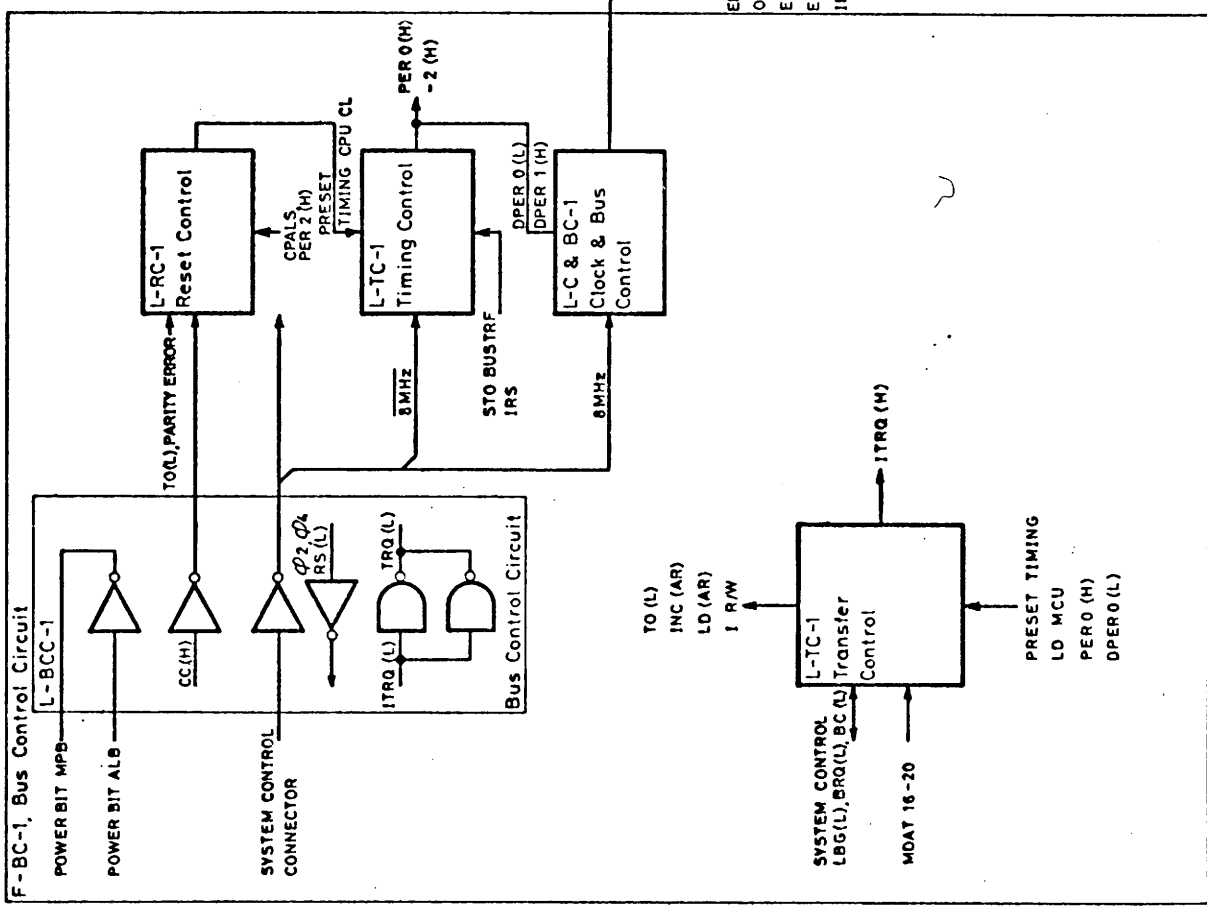 F-BC-1, Bus Control Circuit
L-BCC-1
POWER BIT MPB
POWER BIT ALB
CC(H)
SYSTEM CONTROL
CONNECTOR
Φ2, Φ4
RS(L)
ITRQ (L)
TRQ(L)
Bus Control Circuit
TO(L),PARITY ERROR
L-RC-1
Reset Control
CPALS
PER 2(H)
PRESET
TIMING CPU CL
8MHz
L-TC-1
Timing Control
PER 0(H)
-2 (H)
STO BUSTRF
IRS
DPER 0(L)
DPER 1(H)
8MHz
L-C & BC-1
Clock & Bus
Control
TO (L)
INC (AR)
LD (AR)
I R/W
SYSTEM CONTROL
LBG(L),BRQ(L),BC(L)
MDAT 16-20
L-TC-1
Transfer
Control
ITRQ (H)
PRESET TIMING
LD MCU
PER 0 (H)
DPER 0 (L)